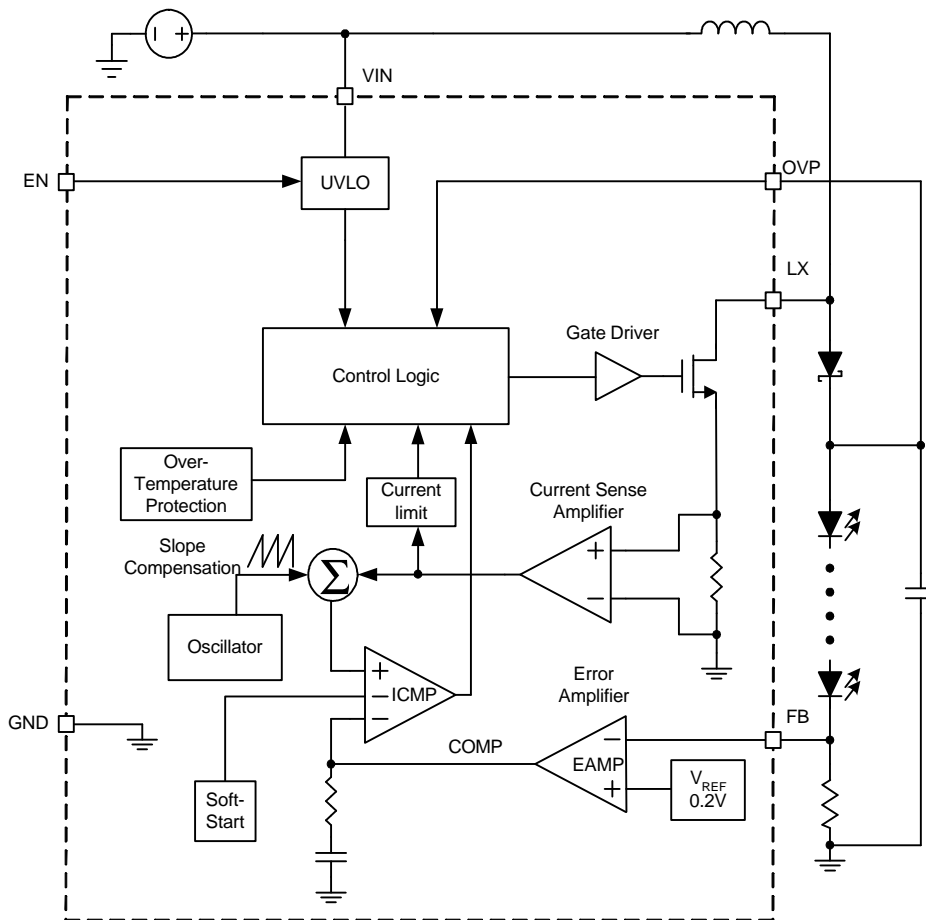 VIN
EN
UVLO
OVP
LX
Gate Driver
Control Logic
Over-
Temperature
Protection
Current
limit
Current Sense
Amplifier
Slope
Compensation
Σ
+
−
Oscillator
+
ICMP
−
−
Error
Amplifier
GND
FB
COMP
−
EAMP
+
VREF
0.2V
Soft-
Start